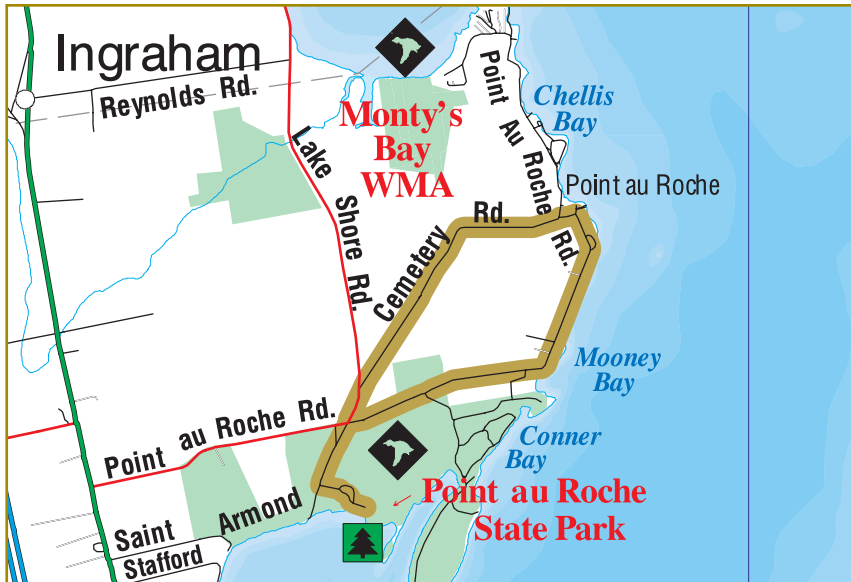 Ingraham
Reynolds Rd.
Monty's
Bay
WMA
Point Au Roche Rd.
Chellis
Bay
Point au Roche
Lake Shore Rd.
Cemetery Rd.
Mooney
Bay
Point au Roche Rd.
Conner
Bay
Point au Roche
State Park
Saint Armond
Stafford